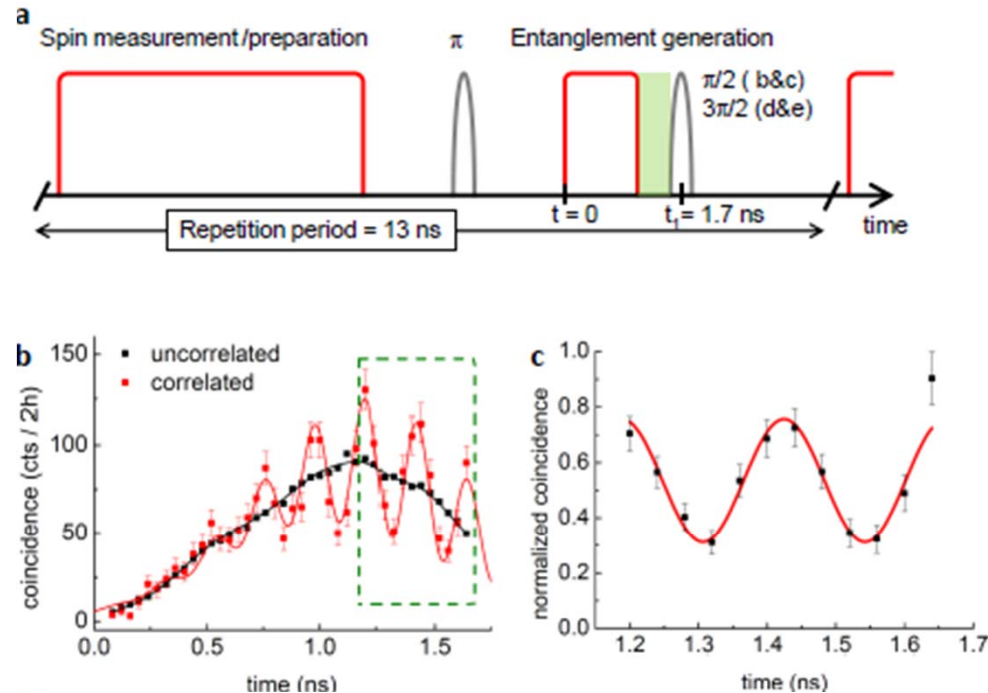 a
Spin measurement/preparation
π
Entanglement generation
π/2 ( b&c)
3π/2 (d&e)
t = 0
t₁= 1.7 ns
time
Repetition period = 13 ns
b
uncorrelated
correlated
150
100
50
0
coincidence (cts / 2h)
0.0
0.5
1.0
1.5
time (ns)
c
1.0
0.8
0.6
0.4
0.2
0.0
normalized coincidence
1.2
1.3
1.4
1.5
1.6
1.7
time (ns)